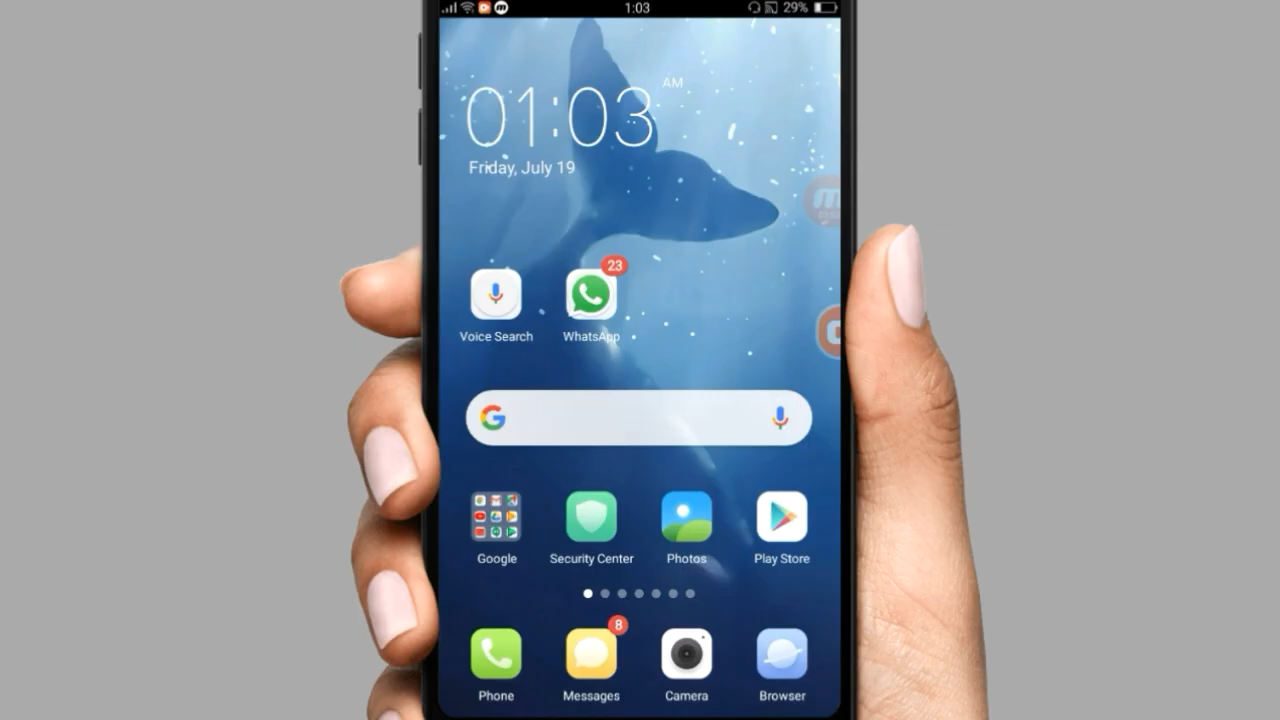 1:03
29%
01:03 AM
Friday, July 19
23
Voice Search
WhatsApp
Google
Security Center
Photos
Play Store
8
Phone
Messages
Camera
Browser